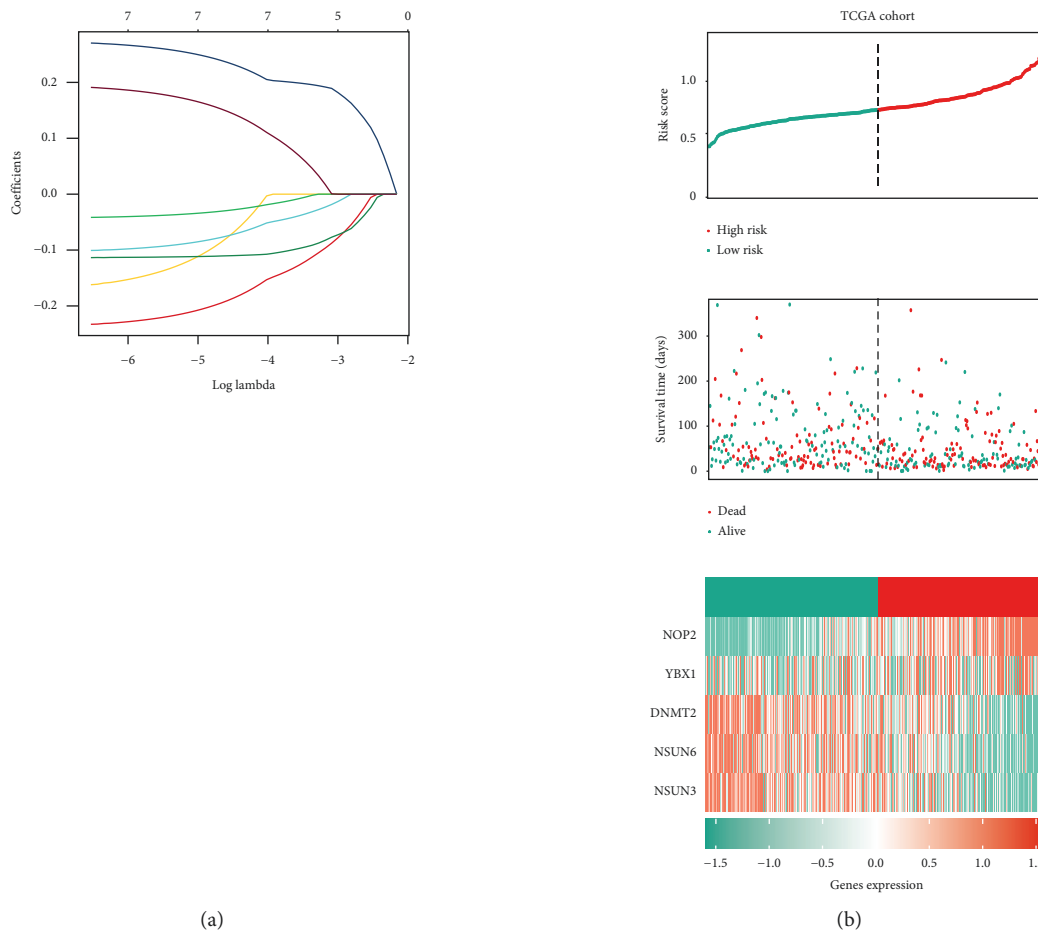 7 7 7 5 0
0.2
0.1
0.0
−0.1
−0.2
Coefficients
−6 −5 −4 −3 −2
Log lambda
(a)
TCGA cohort
1.0
0.5
0
Risk score
High risk
Low risk
300
200
100
0
Survival time (days)
Dead
Alive
NOP2
YBX1
DNMT2
NSUN6
NSUN3
−1.5 −1.0 −0.5 0.0 0.5 1.0 1.
Genes expression
(b)